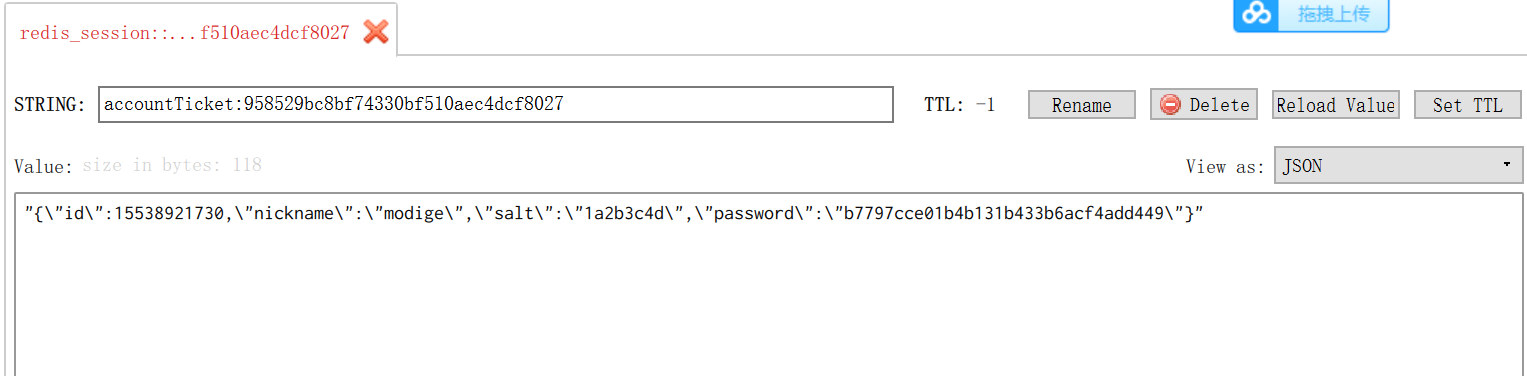 redis_session::...f510aec4dcf8027
拖拽上传
STRING: accountTicket:958529bc8bf74330bf510aec4dcf8027 TTL: -1 Rename Delete Reload Value Set TTL
Value: size in bytes: 118 View as: JSON
"{\"id\":15538921730,\"nickname\":\"modige\",\"salt\":\"1a2b3c4d\",\"password\":\"b7797cce01b4b131b433b6acf4add449\"}"